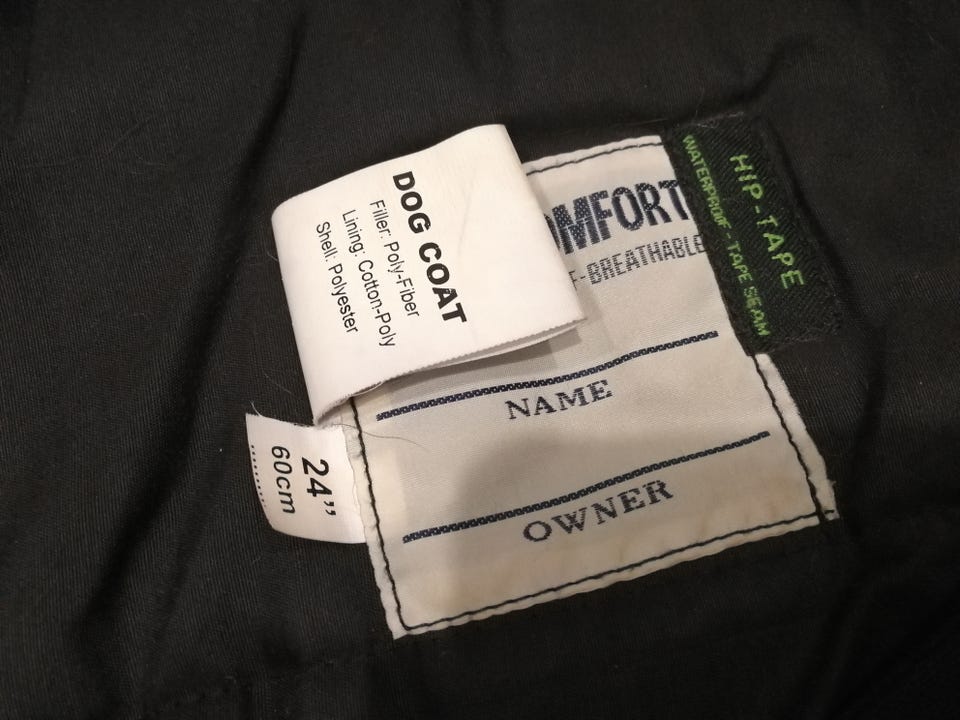 DOG COAT
Filler: Poly-Fiber
Lining: Cotton-Poly
Shell: Polyester
OMFORT
F-BREATHABLE
HIP-TAPE
WATERPROOF-TAPE SEAM
NAME
OWNER
24”
60cm